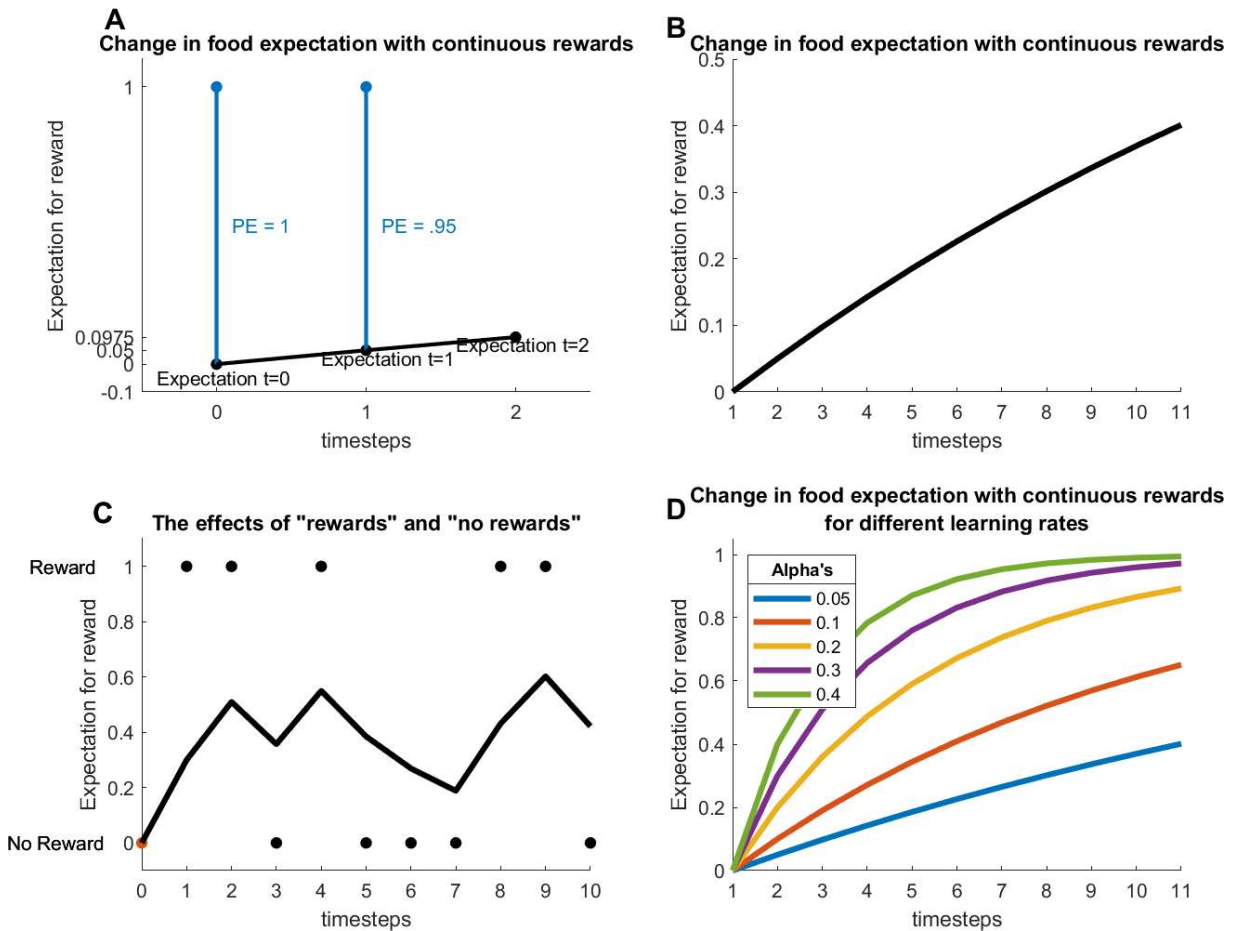 A
Change in food expectation with continuous rewards
Expectation for reward
1
0.0975
0.05
0
-0.1
PE = 1
PE = .95
Expectation t=0
Expectation t=1
Expectation t=2
0 1 2
timesteps
B
Change in food expectation with continuous rewards
Expectation for reward
0.5
0.4
0.3
0.2
0.1
0
1 2 3 4 5 6 7 8 9 10 11
timesteps
C
The effects of "rewards" and "no rewards"
Expectation for reward
Reward 1
0.8
0.6
0.4
0.2
No Reward 0
0 1 2 3 4 5 6 7 8 9 10
timesteps
D
Change in food expectation with continuous rewards
for different learning rates
Expectation for reward
1
0.8
0.6
0.4
0.2
0
Alpha's
0.05
0.1
0.2
0.3
0.4
1 2 3 4 5 6 7 8 9 10 11
timesteps